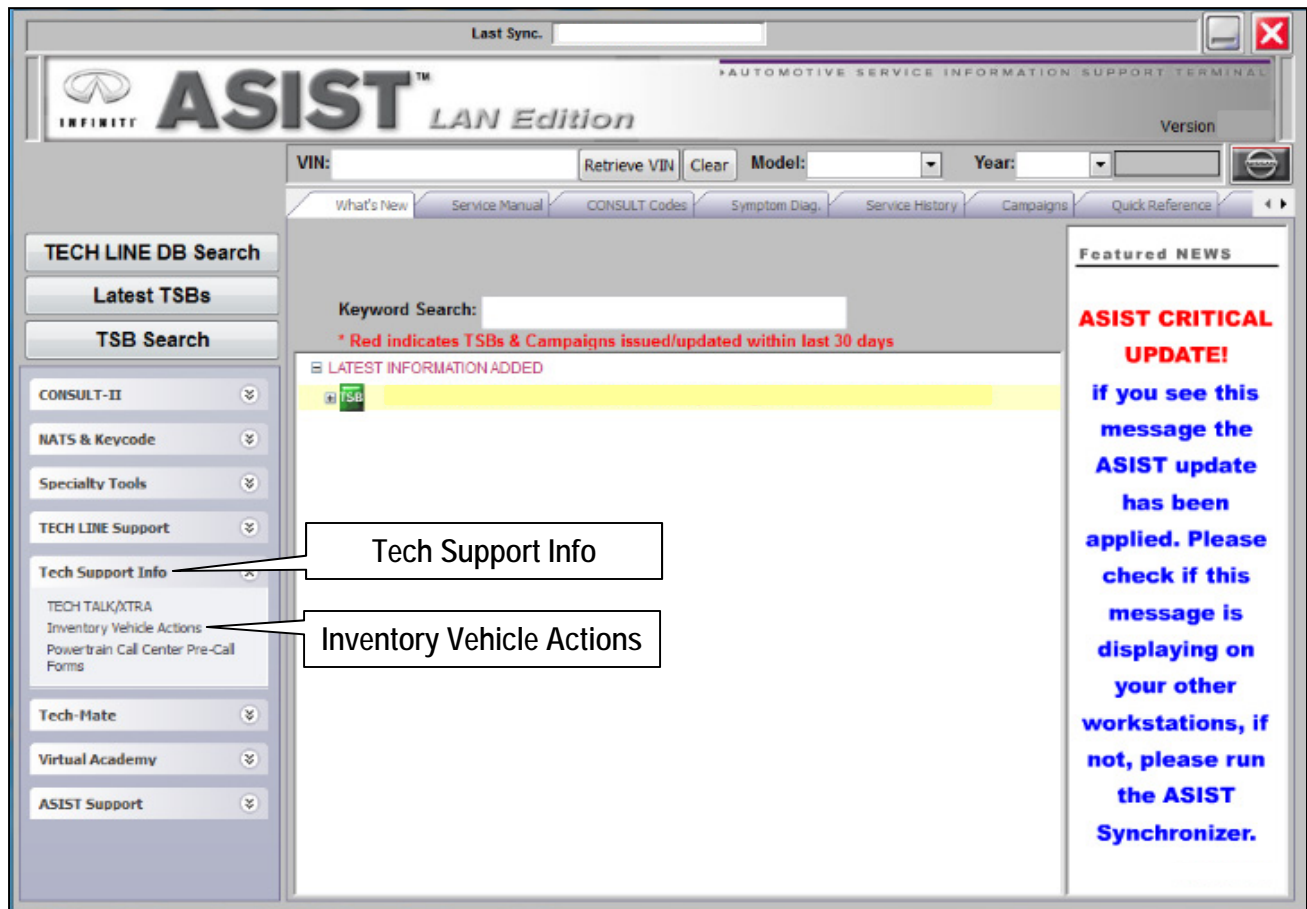 Last Sync.
INFINITI ASIST™ LAN Edition
AUTOMOTIVE SERVICE INFORMATION SUPPORT TERMINAL
Version
VIN: Retrieve VIN Clear Model: Year:
What's New Service Manual CONSULT Codes Symptom Diag. Service History Campaigns Quick Reference
TECH LINE DB Search
Latest TSBs
TSB Search
CONSULT-II
NATS & Keycode
Specialty Tools
TECH LINE Support
Tech Support Info
TECH TALK/XTRA
Inventory Vehicle Actions
Powertrain Call Center Pre-Call
Forms
Tech-Mate
Virtual Academy
ASIST Support
Keyword Search:
* Red indicates TSBs & Campaigns issued/updated within last 30 days
LATEST INFORMATION ADDED
TSB
Tech Support Info
Inventory Vehicle Actions
Featured NEWS
ASIST CRITICAL
UPDATE!
if you see this
message the
ASIST update
has been
applied. Please
check if this
message is
displaying on
your other
workstations, if
not, please run
the ASIST
Synchronizer.